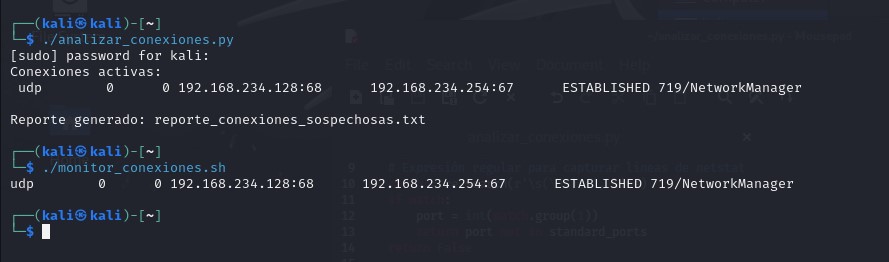 ┌──(kali㉿kali)-[~]
└─$ ./analizar_conexiones.py
[sudo] password for kali:
Conexiones activas:
 udp        0      0 192.168.234.128:68      192.168.234.254:67      ESTABLISHED 719/NetworkManager
Reporte generado: reporte_conexiones_sospechosas.txt
┌──(kali㉿kali)-[~]
└─$ ./monitor_conexiones.sh
udp        0      0 192.168.234.128:68      192.168.234.254:67      ESTABLISHED 719/NetworkManager
┌──(kali㉿kali)-[~]
└─$